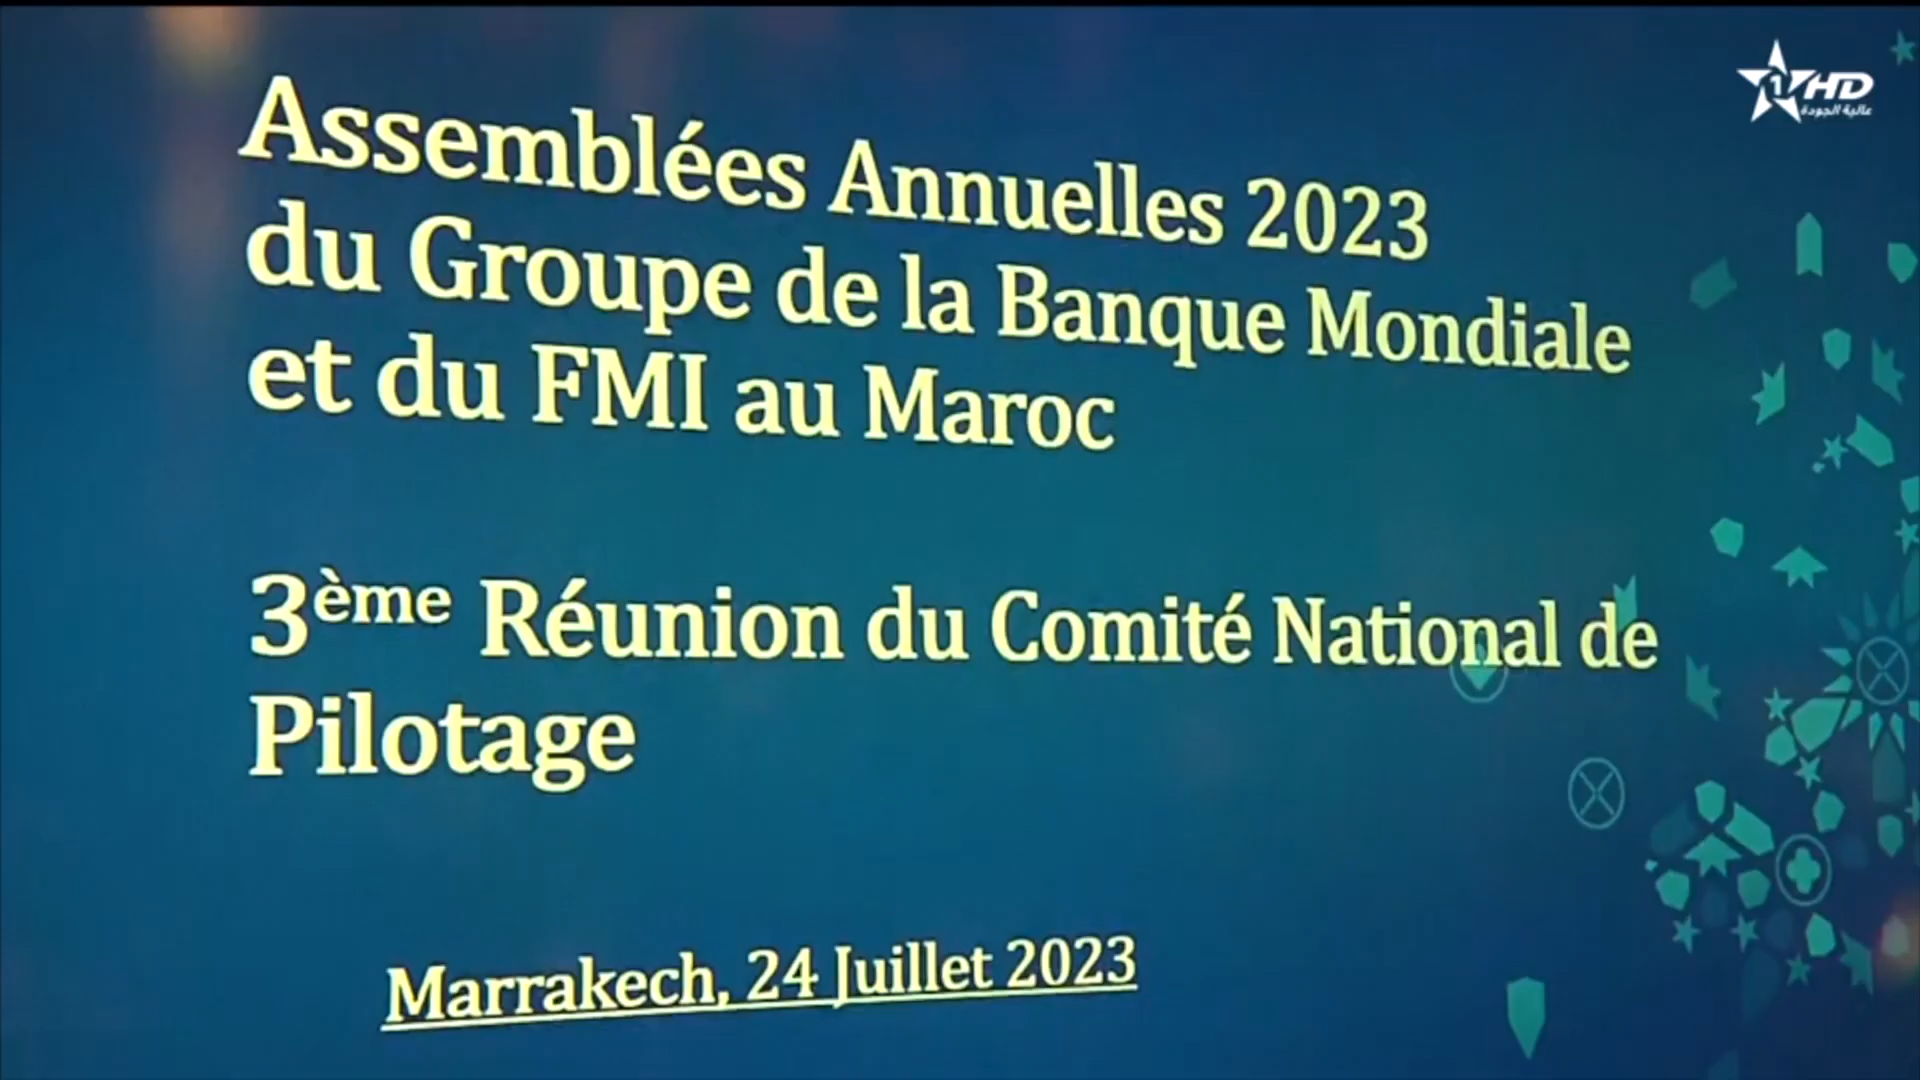 1 HD
عالية الجودة
Assemblées Annuelles 2023
du Groupe de la Banque Mondiale
et du FMI au Maroc
3ème Réunion du Comité National de
Pilotage
Marrakech, 24 Juillet 2023